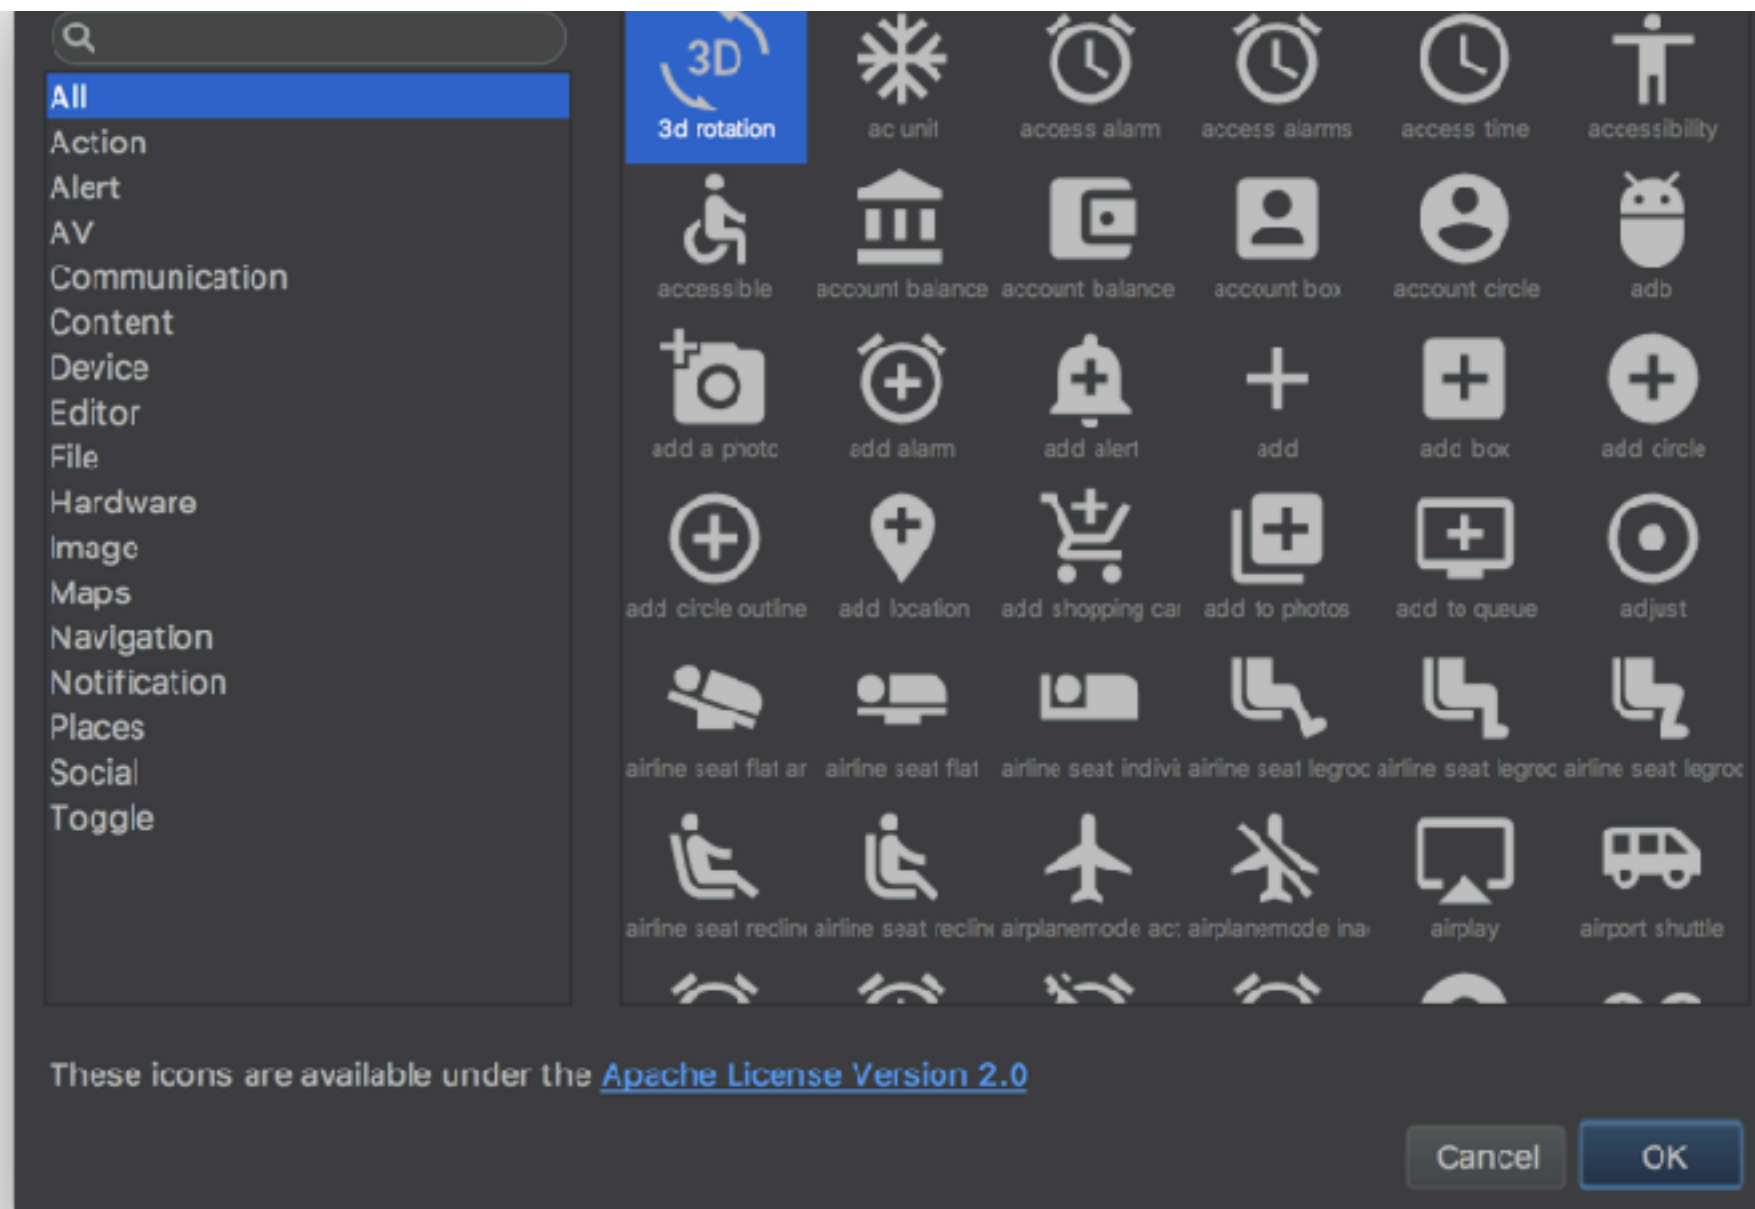 All
Action
Alert
AV
Communication
Content
Device
Editor
File
Hardware
Image
Maps
Navigation
Notification
Places
Social
Toggle
3D
3d rotation ac unit access alarm access alarms access time accessibility
accessible account balance account balance account box account circle adb
add a photo add alarm add alert add add box add circle
add circle outline add location add shopping car add to photos add to queue adjust
airline seat flat ar airline seat flat airline seat indivi airline seat legroo airline seat legroo airline seat legroo
airline seat reclin airline seat reclin airplanemode act airplanemode ina airplay airport shuttle
These icons are available under the Apache License Version 2.0
Cancel OK